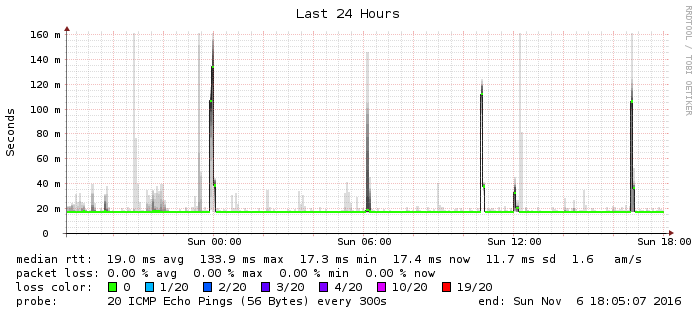 Last 24 Hours
RRDTOOL / TOBI OETIKER
Seconds
160 m
140 m
120 m
100 m
80 m
60 m
40 m
20 m
0
Sun 00:00 Sun 06:00 Sun 12:00 Sun 18:00
median rtt: 19.0 ms avg 133.9 ms max 17.3 ms min 17.4 ms now 11.7 ms sd 1.6 am/s
packet loss: 0.00 % avg 0.00 % max 0.00 % min 0.00 % now
loss color: 0 1/20 2/20 3/20 4/20 10/20 19/20
probe: 20 ICMP Echo Pings (56 Bytes) every 300s end: Sun Nov 6 18:05:07 2016